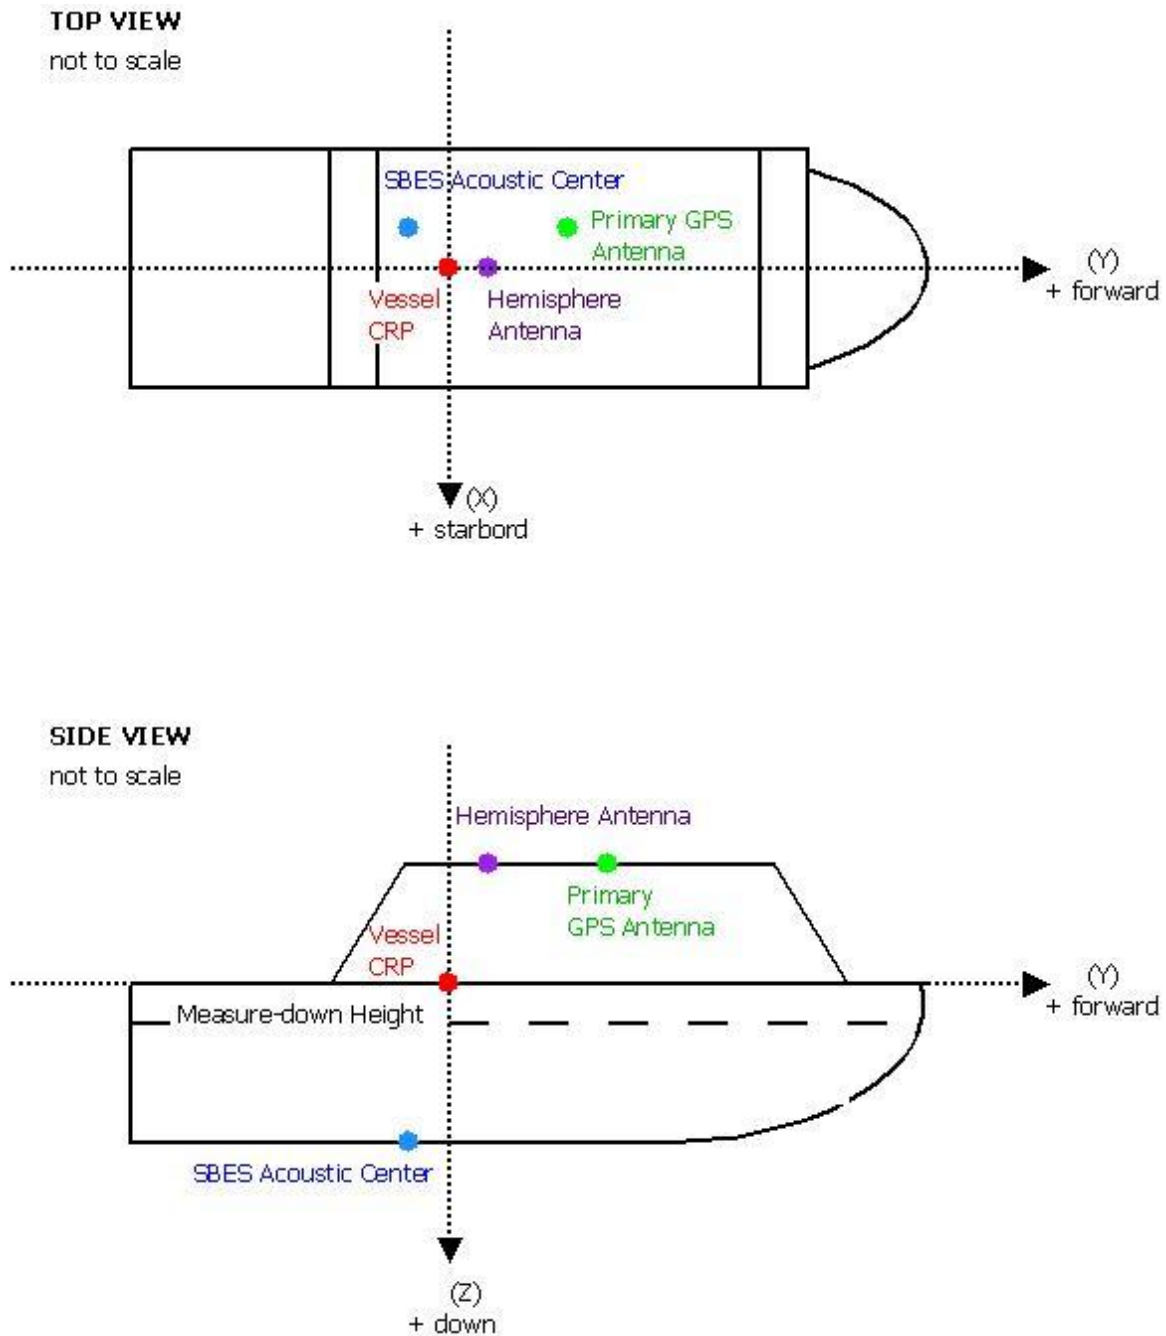 TOP VIEW
not to scale
SBES Acoustic Center
Primary GPS
Antenna
(Y)
+ forward
Vessel
CRP
Hemisphere
Antenna
(X)
+ starbord
SIDE VIEW
not to scale
Hemisphere Antenna
Primary
GPS Antenna
Vessel
CRP
(Y)
+ forward
Measure-down Height
SBES Acoustic Center
(Z)
+ down